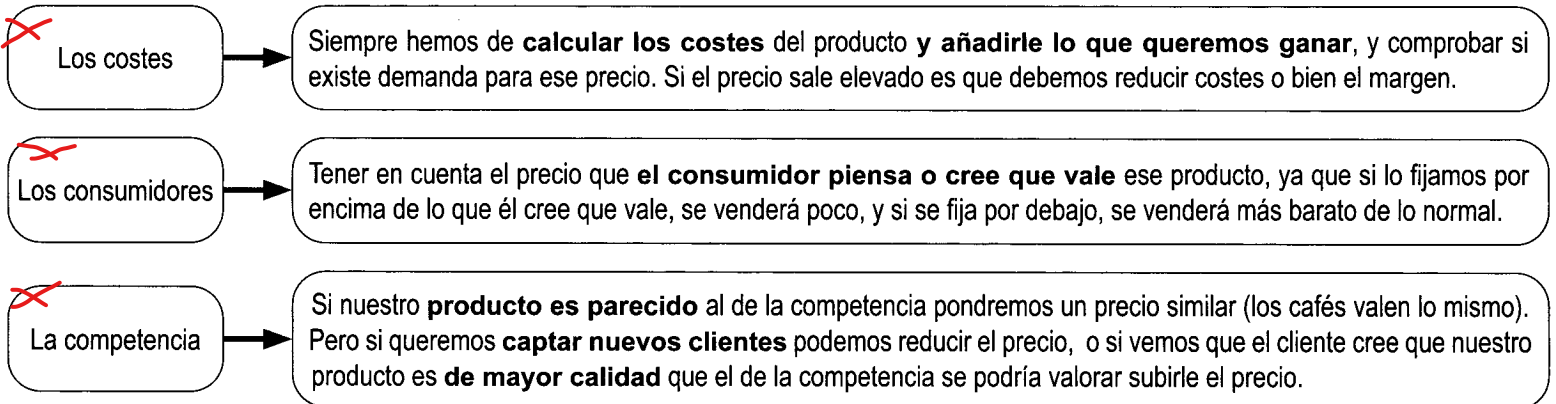 Los costes
Siempre hemos de calcular los costes del producto y añadirle lo que queremos ganar, y comprobar si
existe demanda para ese precio. Si el precio sale elevado es que debemos reducir costes o bien el margen.
Los consumidores
Tener en cuenta el precio que el consumidor piensa o cree que vale ese producto, ya que si lo fijamos por
encima de lo que él cree que vale, se venderá poco, y si se fija por debajo, se venderá más barato de lo normal.
La competencia
Si nuestro producto es parecido al de la competencia pondremos un precio similar (los cafés valen lo mismo).
Pero si queremos captar nuevos clientes podemos reducir el precio, o si vemos que el cliente cree que nuestro
producto es de mayor calidad que el de la competencia se podría valorar subirle el precio.